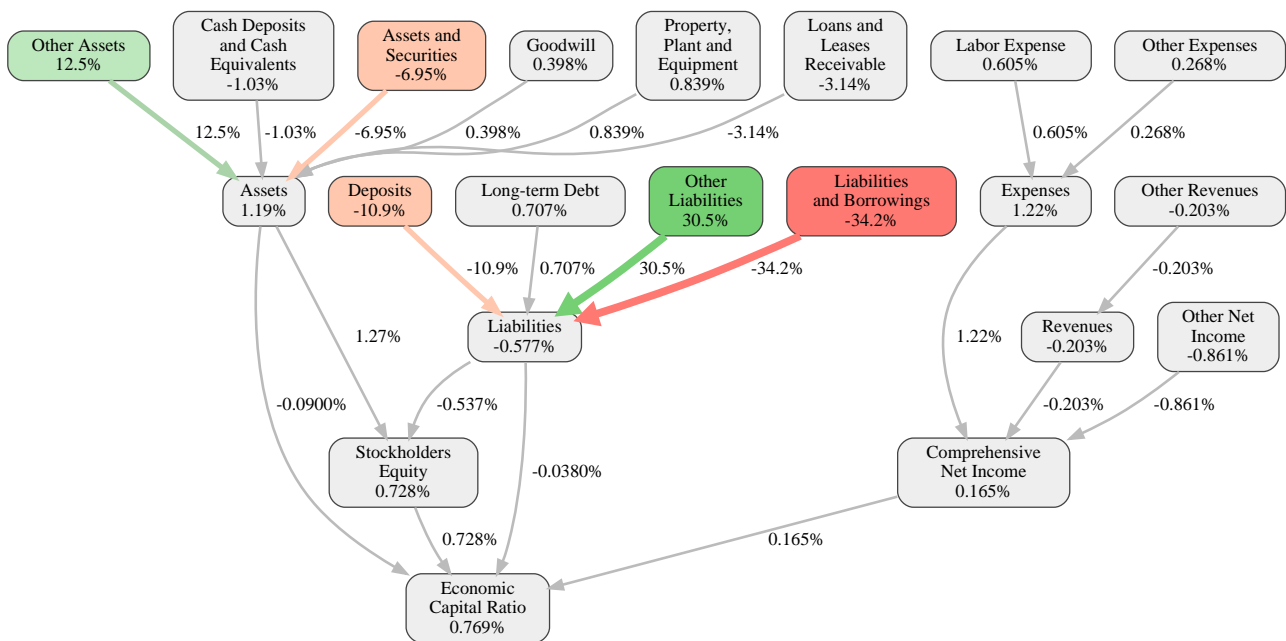 Other Assets
12.5%
Cash Deposits
and Cash
Equivalents
-1.03%
Assets and
Securities
-6.95%
Goodwill
0.398%
Property,
Plant and
Equipment
0.839%
Loans and
Leases
Receivable
-3.14%
Labor Expense
0.605%
Other Expenses
0.268%
12.5%
-1.03%
-6.95%
0.398%
0.839%
-3.14%
0.605%
0.268%
Assets
1.19%
Deposits
-10.9%
Long-term Debt
0.707%
Other
Liabilities
30.5%
Liabilities
and Borrowings
-34.2%
Expenses
1.22%
Other Revenues
-0.203%
-10.9%
0.707%
30.5%
-34.2%
-0.203%
1.27%
Liabilities
-0.577%
1.22%
Revenues
-0.203%
Other Net
Income
-0.861%
-0.0900%
-0.537%
-0.203%
-0.861%
Stockholders
Equity
0.728%
-0.0380%
Comprehensive
Net Income
0.165%
0.728%
0.165%
Economic
Capital Ratio
0.769%